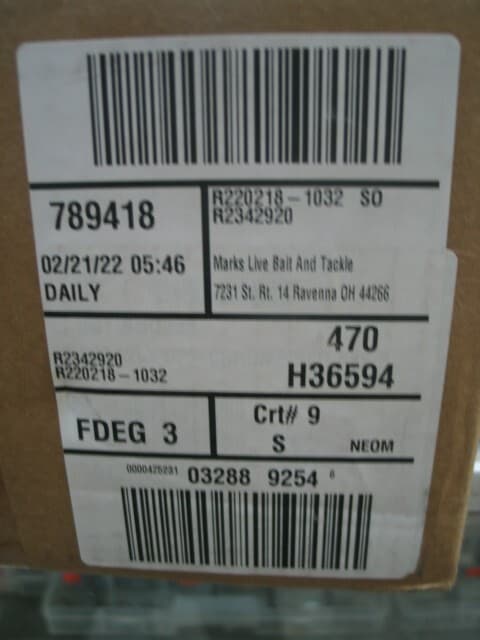 789418
02/21/22 05:46
DAILY
R220218-1032 SO
R2342920
Marks Live Bait And Tackle
7231 St. Rt. 14 Ravenna OH 44266
470
H36594
R2342920
R220218-1032
FDEG 3
Crt# 9
S NEOM
0000425231 03288 9254 6